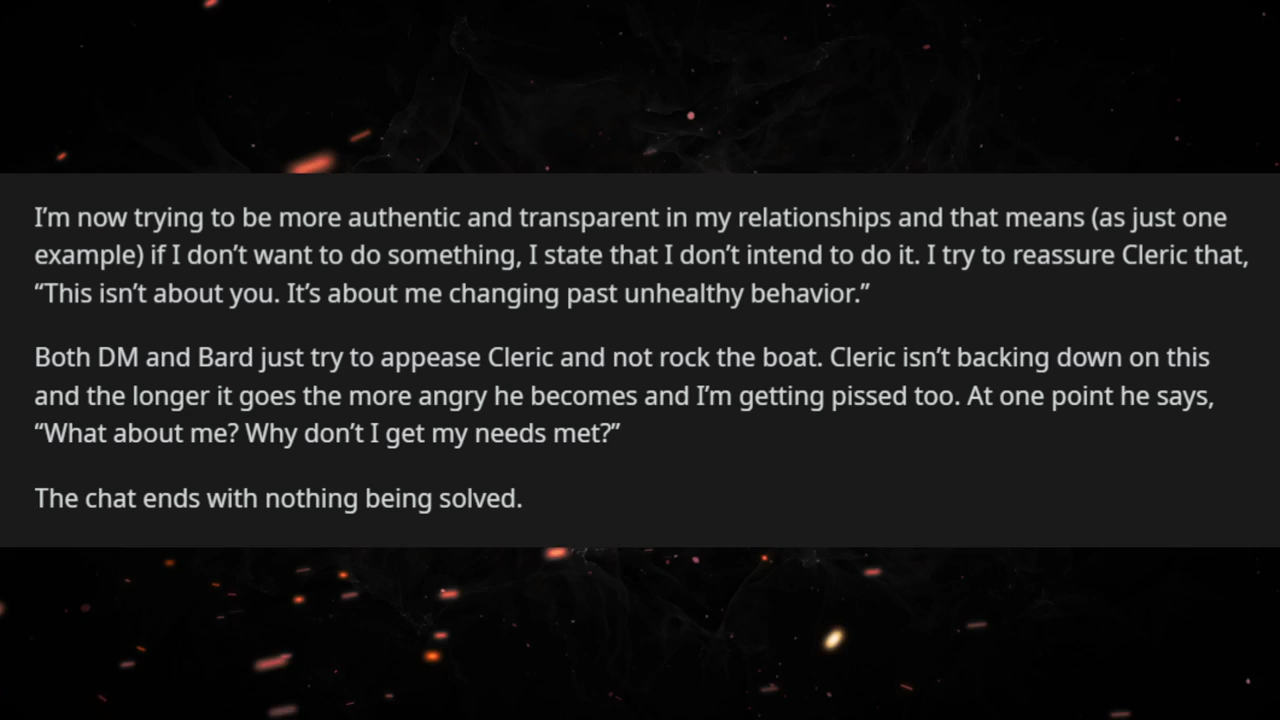 I’m now trying to be more authentic and transparent in my relationships and that means (as just one
example) if I don’t want to do something, I state that I don’t intend to do it. I try to reassure Cleric that,
“This isn’t about you. It’s about me changing past unhealthy behavior.”
Both DM and Bard just try to appease Cleric and not rock the boat. Cleric isn’t backing down on this
and the longer it goes the more angry he becomes and I’m getting pissed too. At one point he says,
“What about me? Why don’t I get my needs met?”
The chat ends with nothing being solved.